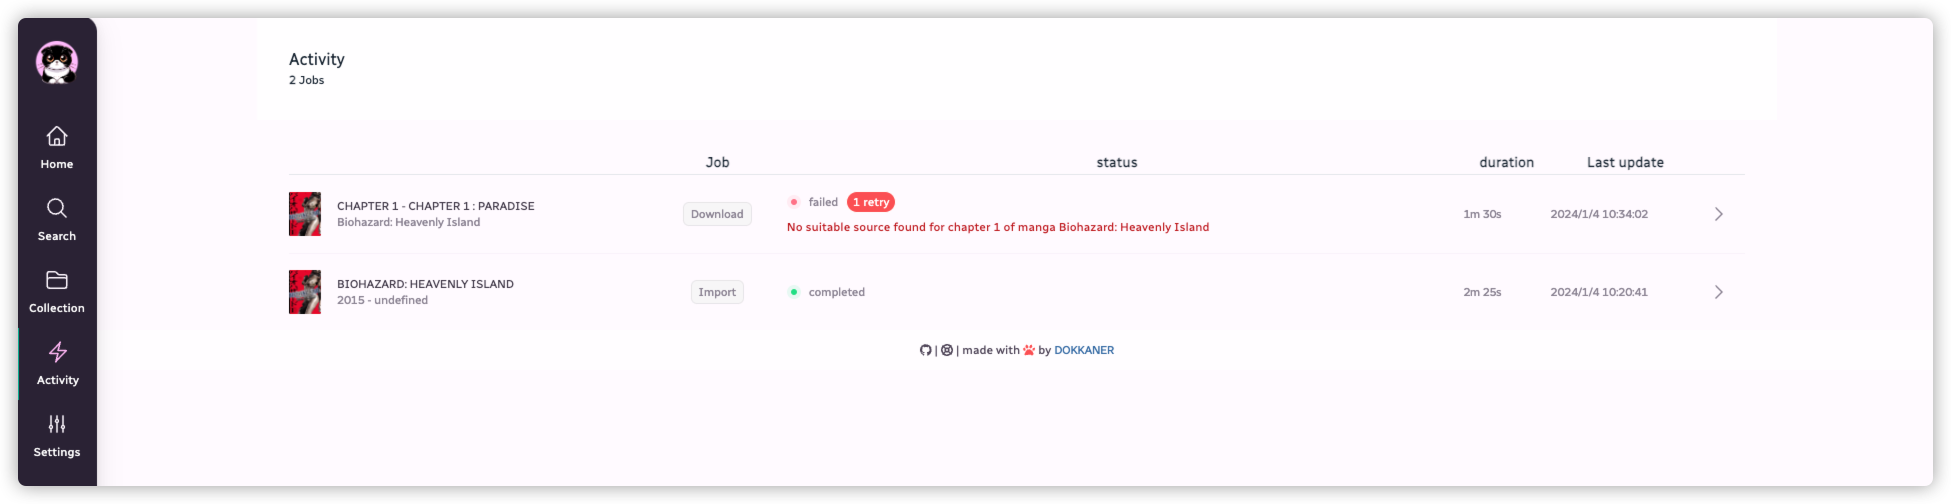 Activity
2 Jobs
Home
Search
Collection
Activity
Settings
Job status duration Last update
CHAPTER 1 - CHAPTER 1 : PARADISE
Biohazard: Heavenly Island
Download
failed 1 retry
No suitable source found for chapter 1 of manga Biohazard: Heavenly Island
1m 30s
2024/1/4 10:34:02
BIOHAZARD: HEAVENLY ISLAND
2015 - undefined
Import
completed
2m 25s
2024/1/4 10:20:41
| | made with by DOKKANER